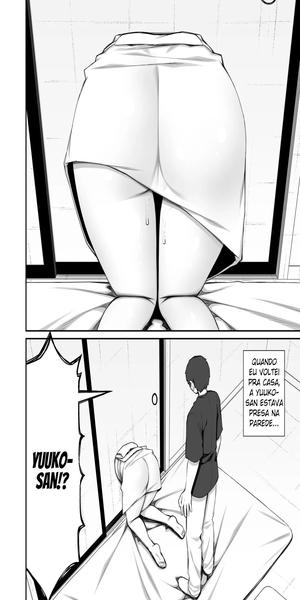 QUANDO
EU VOLTEI
PRA CASA,
A YUUKO-
SAN ESTAVA
PRESA NA
PAREDE...
YUUKO-
SAN!?